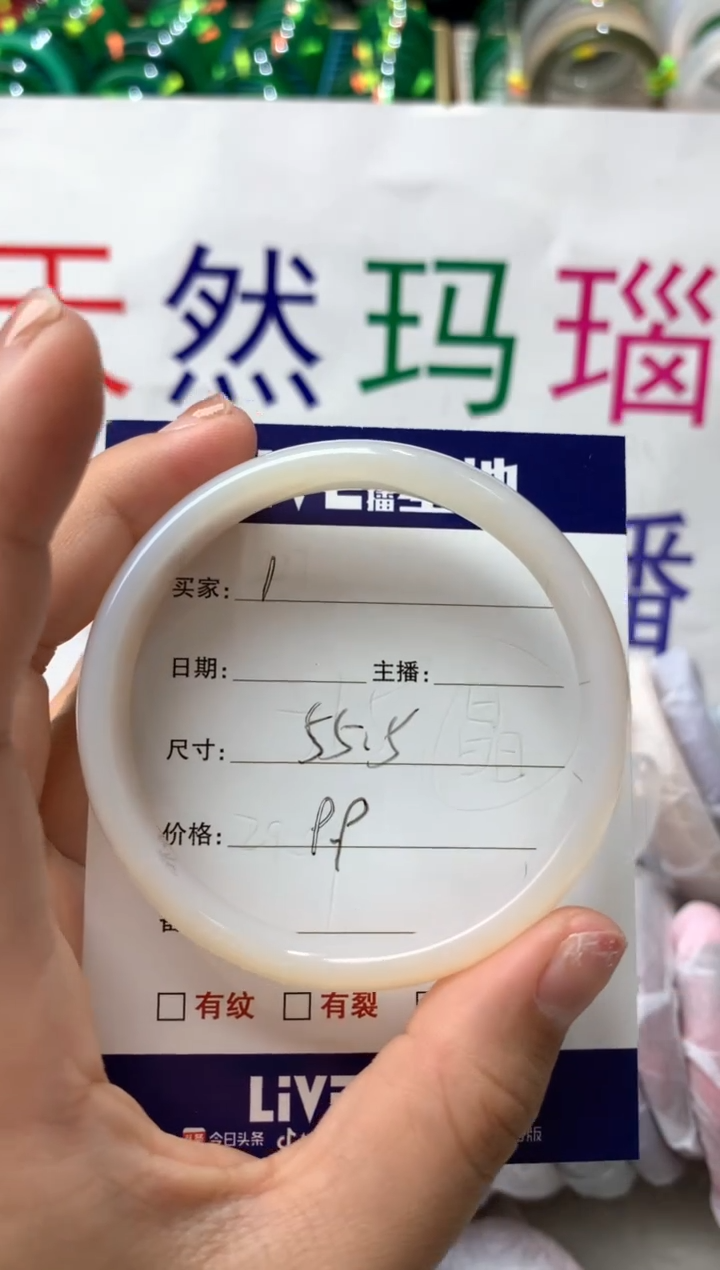 天然玛瑙
播
买家: 1
日期: 主播:
尺寸: 55.5
价格:
有纹 有裂
LiVE
今日头条